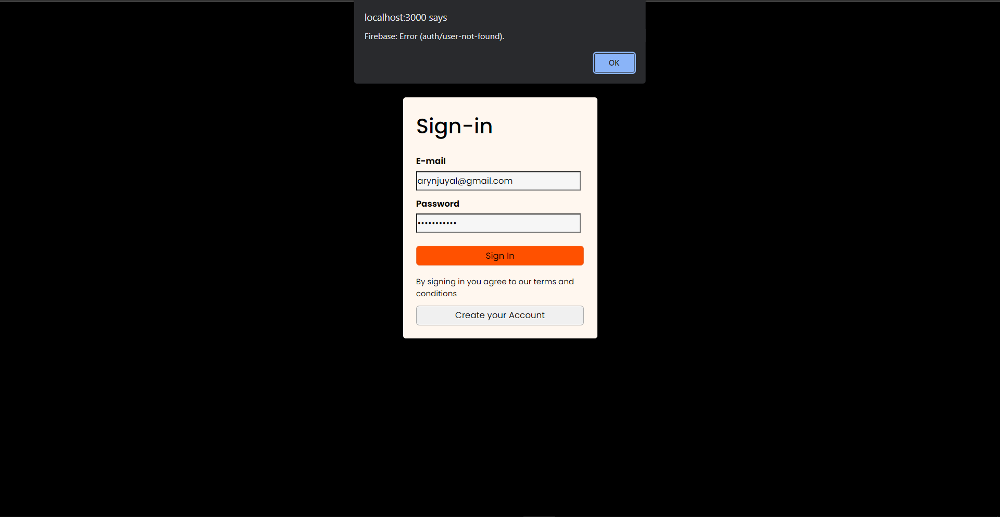 localhost:3000 says
Firebase: Error (auth/user-not-found).
OK
Sign-in
E-mail
arynjuyal@gmail.com
Password
•••••••••••
Sign In
By signing in you agree to our terms and
conditions
Create your Account